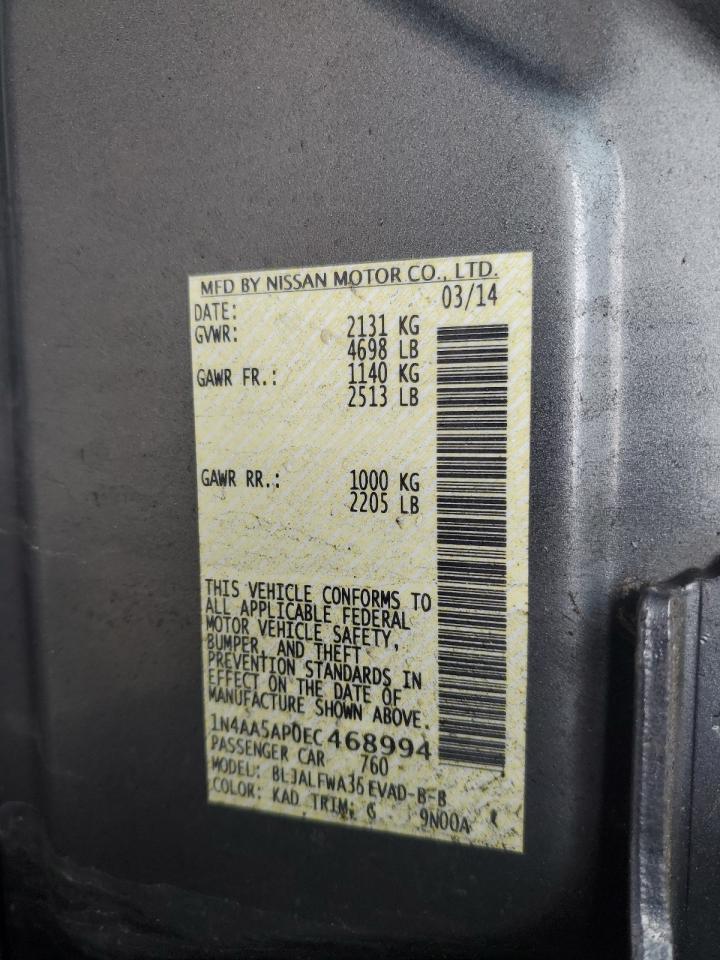 MFD BY NISSAN MOTOR CO., LTD.
DATE: 03/14
GVWR: 2131 KG
4698 LB
GAWR FR.: 1140 KG
2513 LB
GAWR RR.: 1000 KG
2205 LB
THIS VEHICLE CONFORMS TO
ALL APPLICABLE FEDERAL
MOTOR VEHICLE SAFETY,
BUMPER, AND THEFT
PREVENTION STANDARDS IN
EFFECT ON THE DATE OF
MANUFACTURE SHOWN ABOVE.
1N4AA5AP0EC 468994
PASSENGER CAR 760
MODEL: BLJALFWA36EVAD-B-B
COLOR: KAD TRIM: G 9N00A